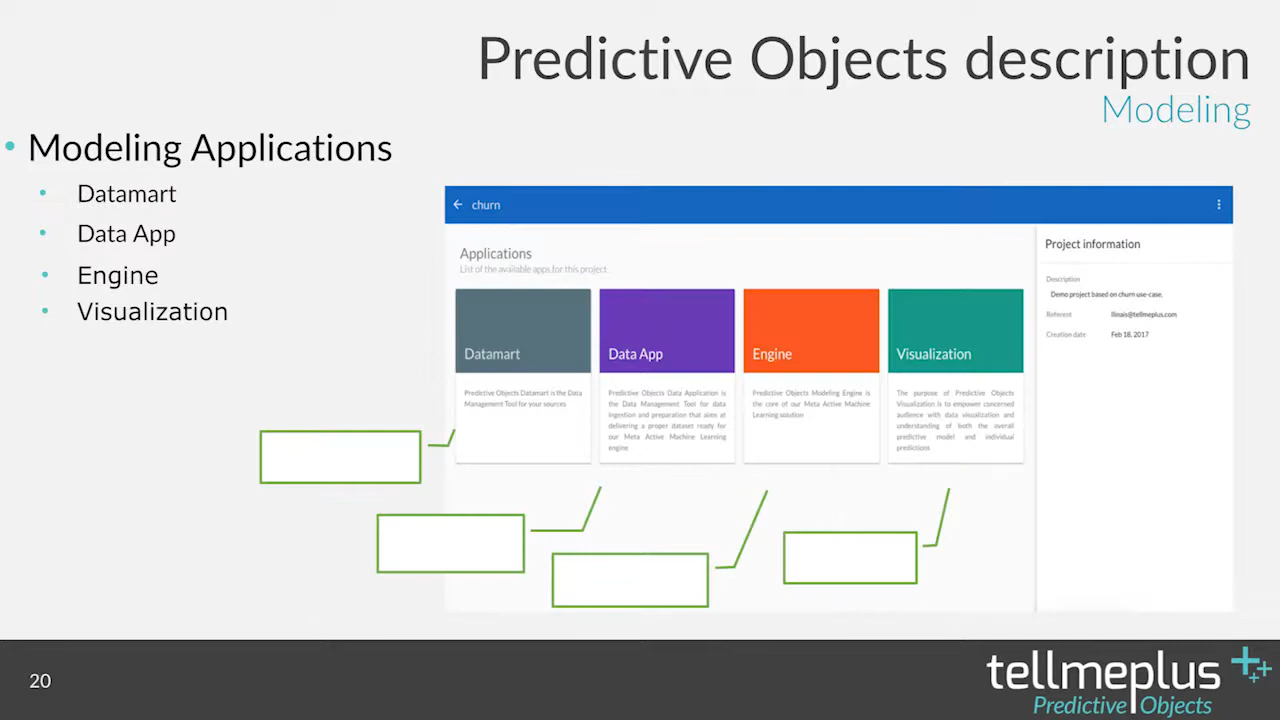 Predictive Objects description
Modeling
• Modeling Applications
• Datamart
• Data App
• Engine
• Visualization
churn
Applications
List of the available apps for this project
Datamart
Predictive Objects Datamart is the Data
Management Tool for your sources
Data App
Predictive Objects Data Application is
the Data Management Tool for data
ingestion and preparation that aims at
delivering a proper dataset ready for
our Meta Active Machine Learning
engine
Engine
Predictive Objects Modeling Engine is
the core of our Meta Active Machine
Learning solution
Visualization
The purpose of Predictive Objects
Visualization is to empower concerned
audience with data visualization and
understanding of both the overall
predictive model and individual
predictions
Project information
Description
Demo project based on churn use-case.
Referent llinais@tellmeplus.com
Creation date Feb 18, 2017
20
tellmeplus
Predictive Objects